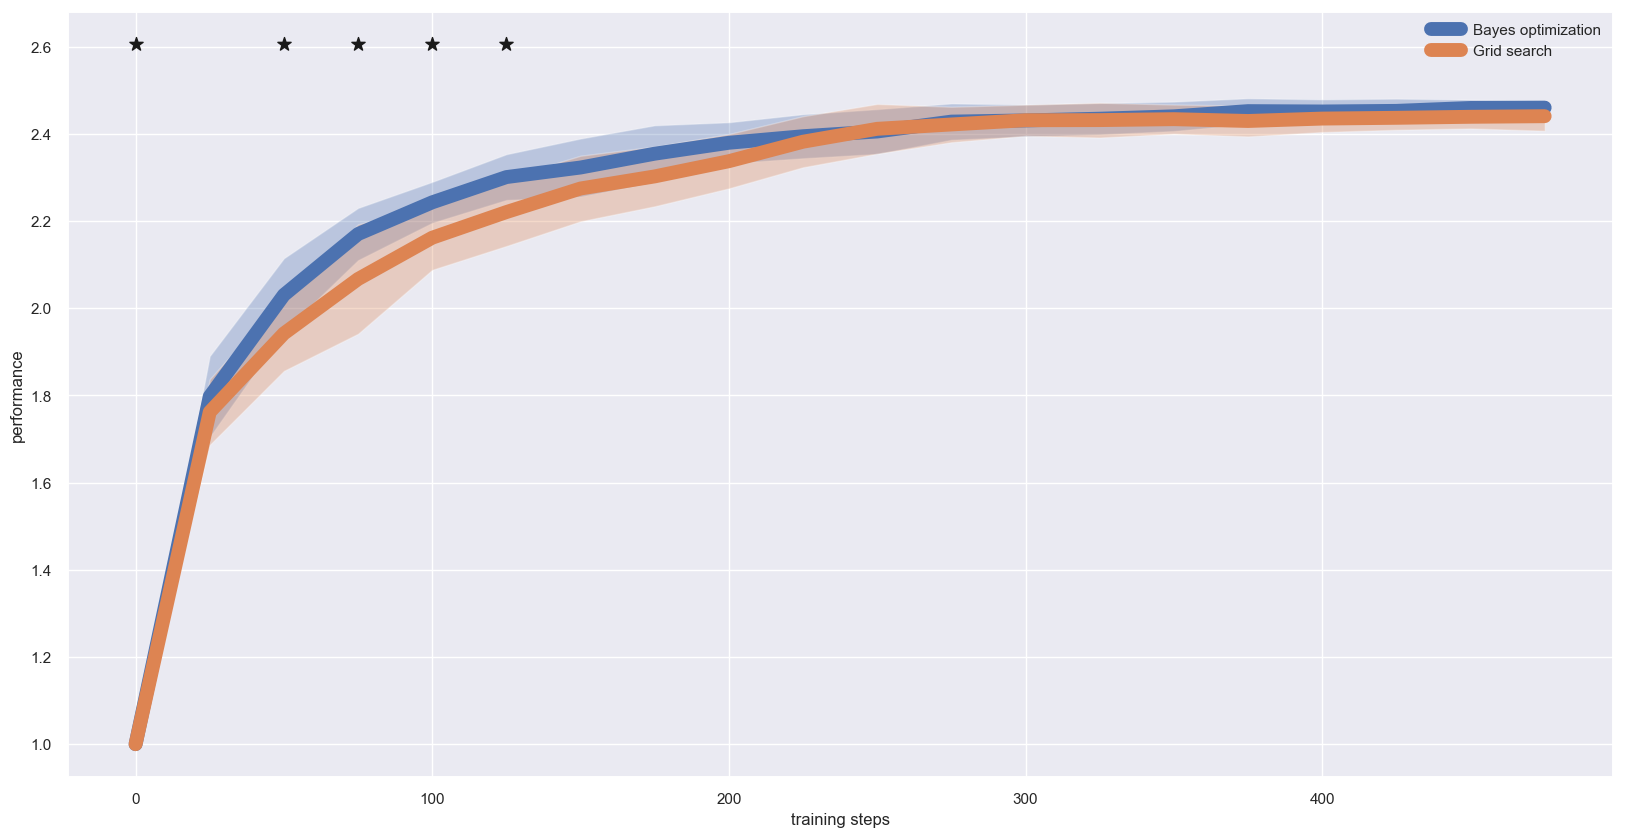 Bayes optimization
Grid search
2.6
2.4
2.2
2.0
1.8
1.6
1.4
1.2
1.0
performance
0 100 200 300 400
training steps